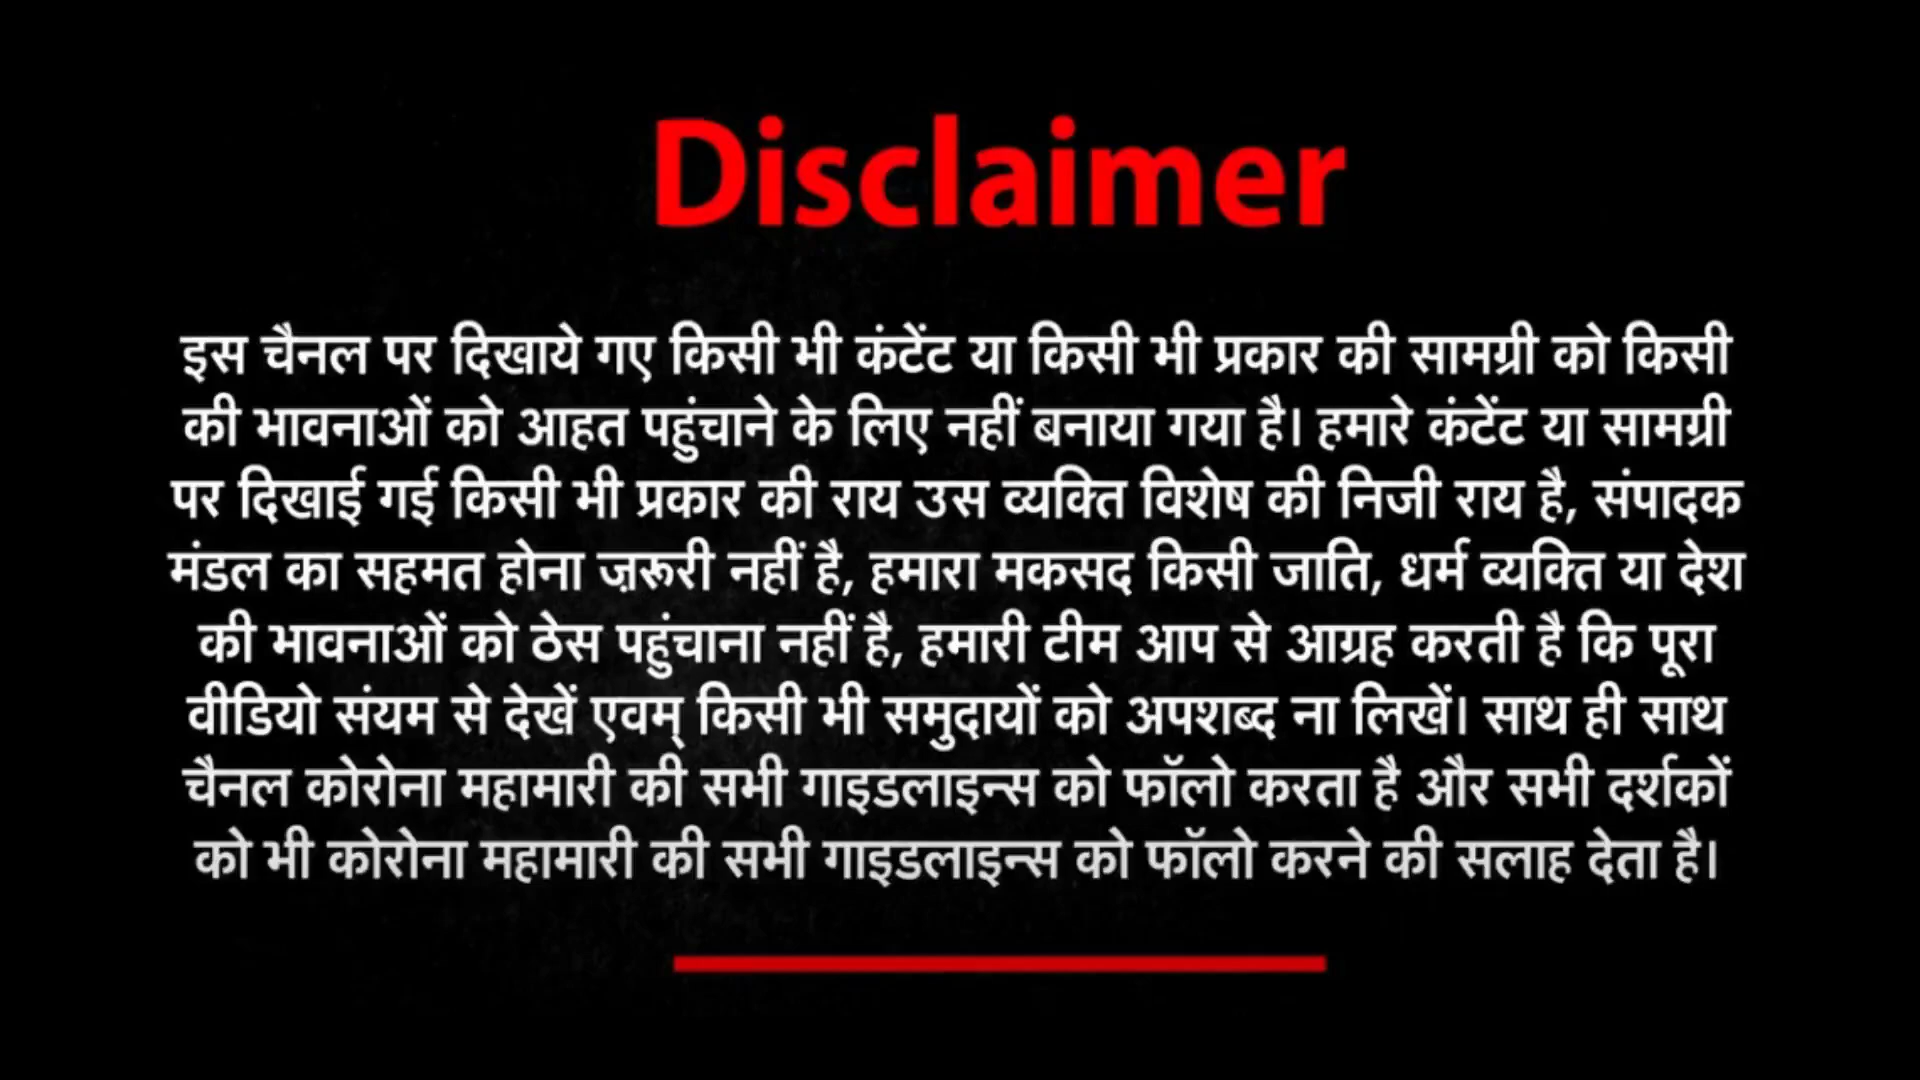 Disclaimer
इस चैनल पर दिखाये गए किसी भी कंटेंट या किसी भी प्रकार की सामग्री को किसी
की भावनाओं को आहत पहुंचाने के लिए नहीं बनाया गया है। हमारे कंटेंट या सामग्री
पर दिखाई गई किसी भी प्रकार की राय उस व्यक्ति विशेष की निजी राय है, संपादक
मंडल का सहमत होना ज़रूरी नहीं है, हमारा मकसद किसी जाति, धर्म व्यक्ति या देश
की भावनाओं को ठेस पहुंचाना नहीं है, हमारी टीम आप से आग्रह करती है कि पूरा
वीडियो संयम से देखें एवम् किसी भी समुदायों को अपशब्द ना लिखें। साथ ही साथ
चैनल कोरोना महामारी की सभी गाइडलाइन्स को फॉलो करता है और सभी दर्शकों
को भी कोरोना महामारी की सभी गाइडलाइन्स को फॉलो करने की सलाह देता है।